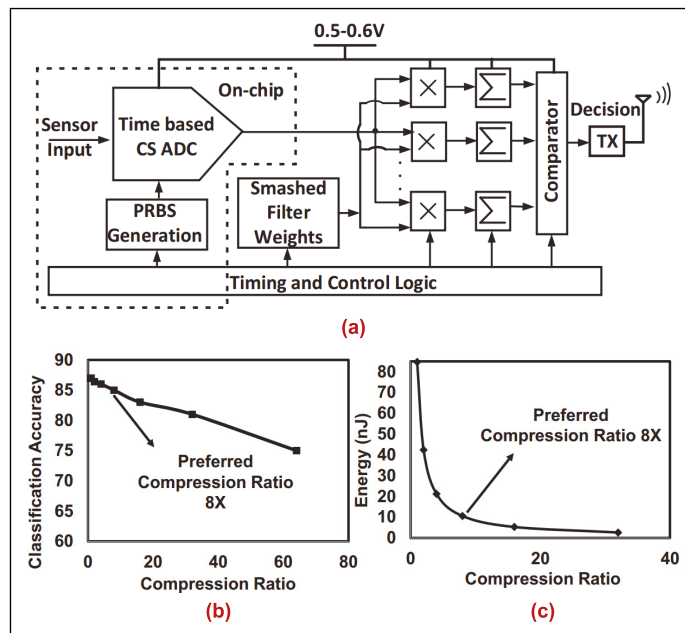 0.5-0.6V
On-chip
Sensor
Input
Time based
CS ADC
PRBS
Generation
Smashed
Filter
Weights
×
×
×
Σ
Σ
Σ
Comparator
Decision
TX
Timing and Control Logic
(a)
Classification Accuracy
90
85
80
75
70
65
60
Preferred
Compression Ratio
8X
0 20 40 60 80
Compression Ratio
(b)
Energy (nJ)
80
70
60
50
40
30
20
10
0
Preferred
Compression Ratio 8X
0 20 40
Compression Ratio
(c)